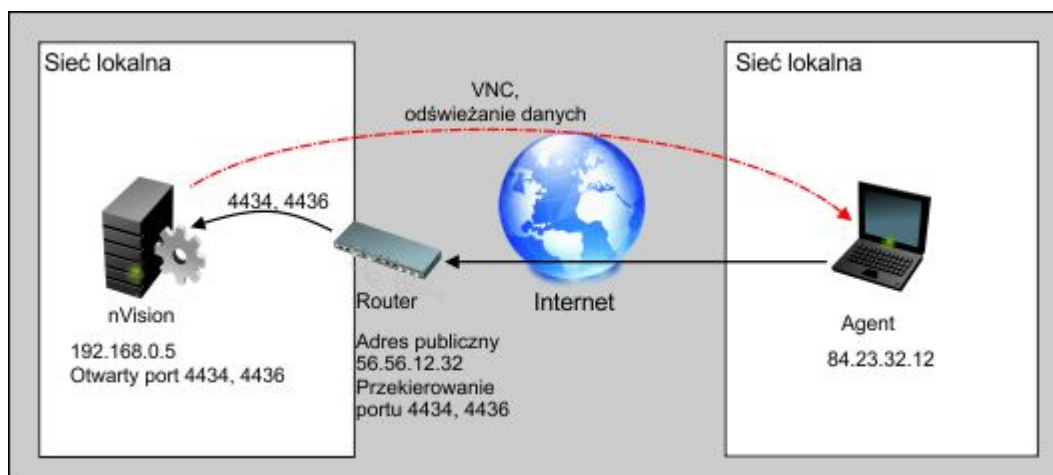 Sieć lokalna
Sieć lokalna
VNC,
odświeżanie danych
4434, 4436
nVision
192.168.0.5
Otwarty port 4434, 4436
Router
Adres publiczny
56.56.12.32
Przekierowanie
portu 4434, 4436
Internet
Agent
84.23.32.12